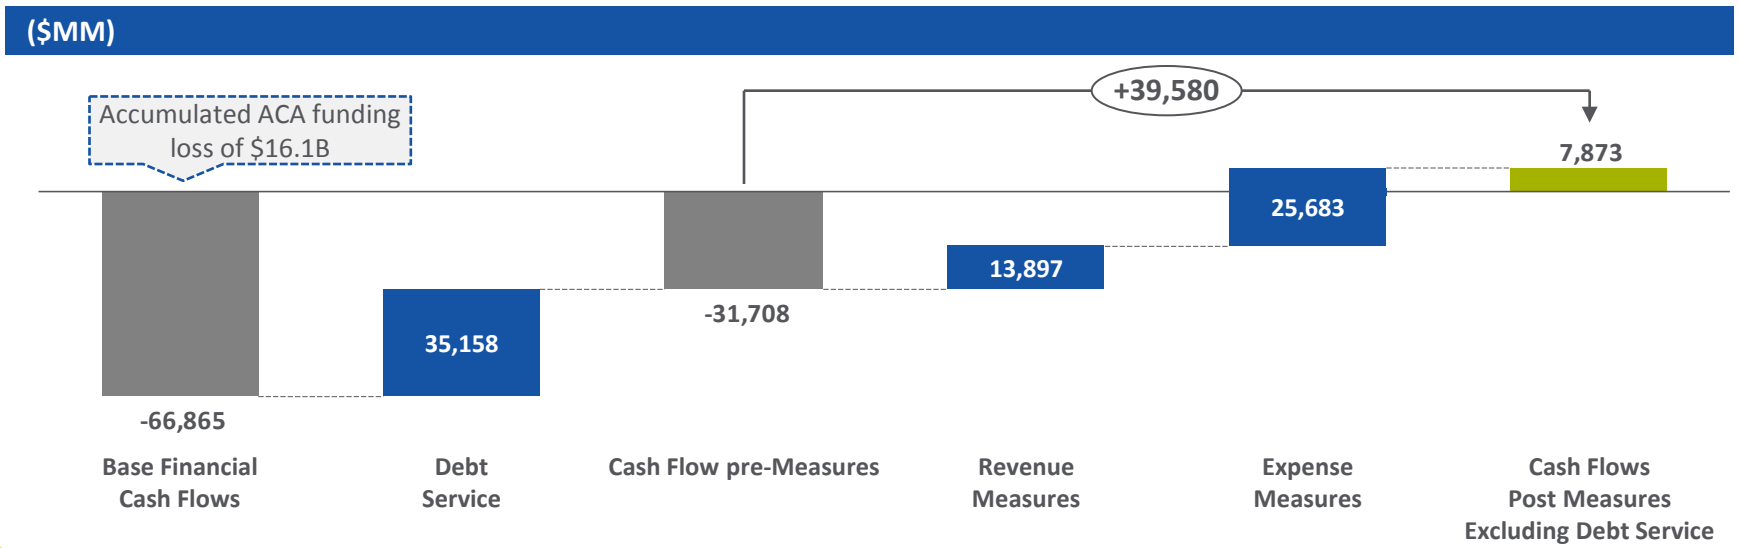 ($MM)
Accumulated ACA funding
loss of $16.1B
+39,580
7,873
25,683
13,897
-31,708
35,158
-66,865
Base Financial
Cash Flows
Debt
Service
Cash Flow pre-Measures
Revenue
Measures
Expense
Measures
Cash Flows
Post Measures
Excluding Debt Service